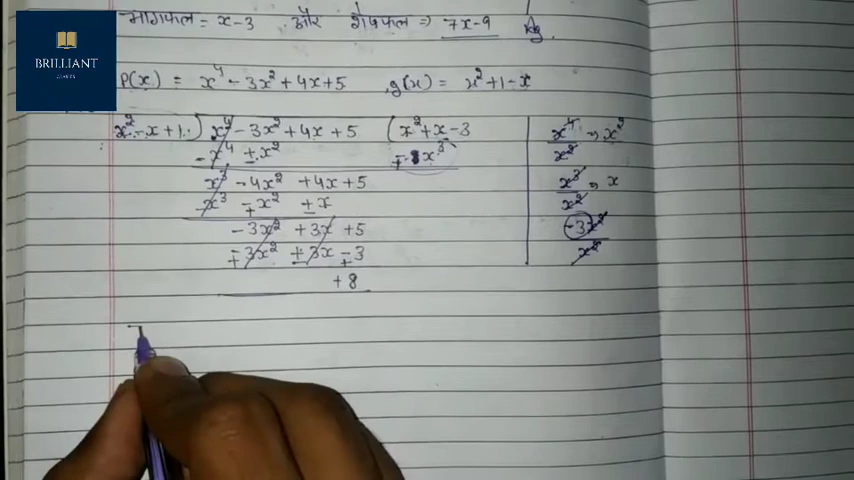 भागफल = x-3 और शेषफल => 7x-9
BRILLIANT
P(x) = x⁴ - 3x² + 4x + 5 , g(x) = x² + 1 - x
x² - x + 1 ) x⁴ - 3x² + 4x + 5 ( x² + x - 3
x⁴/x² => x²
- x⁴ ± x² ∓ x³
x³ - 4x² + 4x + 5
x³/x² => x
- x³ ∓ x² ± x
- 3x² + 3x + 5
-3x²/x²
∓ 3x² ± 3x - 3
+
+ 8